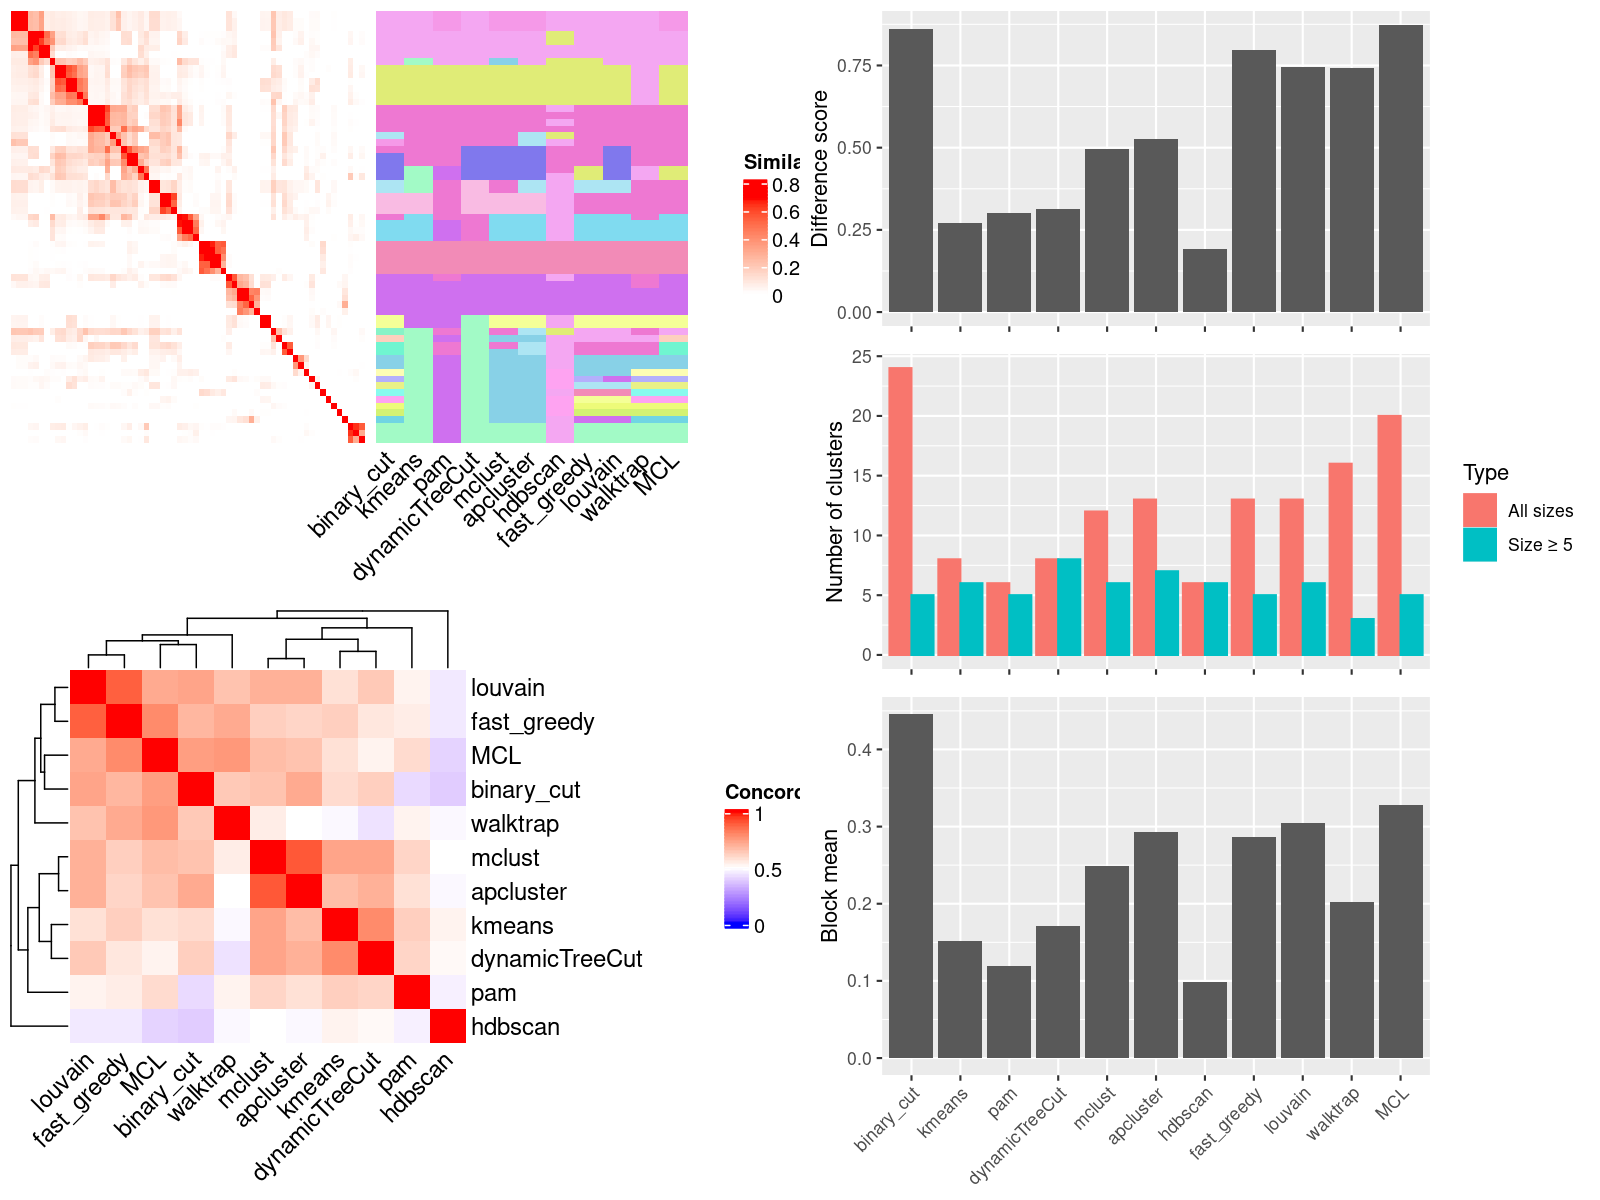 Simila
0.8
0.6
0.4
0.2
0
binary_cut
kmeans
pam
dynamicTreeCut
mclust
apcluster
hdbscan
fast_greedy
louvain
walktrap
MCL
louvain
fast_greedy
MCL
binary_cut
walktrap
mclust
apcluster
kmeans
dynamicTreeCut
pam
hdbscan
louvain
fast_greedy
MCL
binary_cut
walktrap
mclust
apcluster
kmeans
dynamicTreeCut
pam
hdbscan
Concord
1
0.5
0
Difference score
0.75
0.50
0.25
0.00
Number of clusters
25
20
15
10
5
0
Type
All sizes
Size ≥ 5
Block mean
0.4
0.3
0.2
0.1
0.0
binary_cut
kmeans
pam
dynamicTreeCut
mclust
apcluster
hdbscan
fast_greedy
louvain
walktrap
MCL